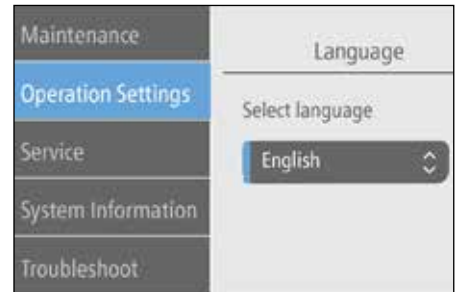 Maintenance
Operation Settings
Service
System Information
Troubleshoot
Language
Select language
English